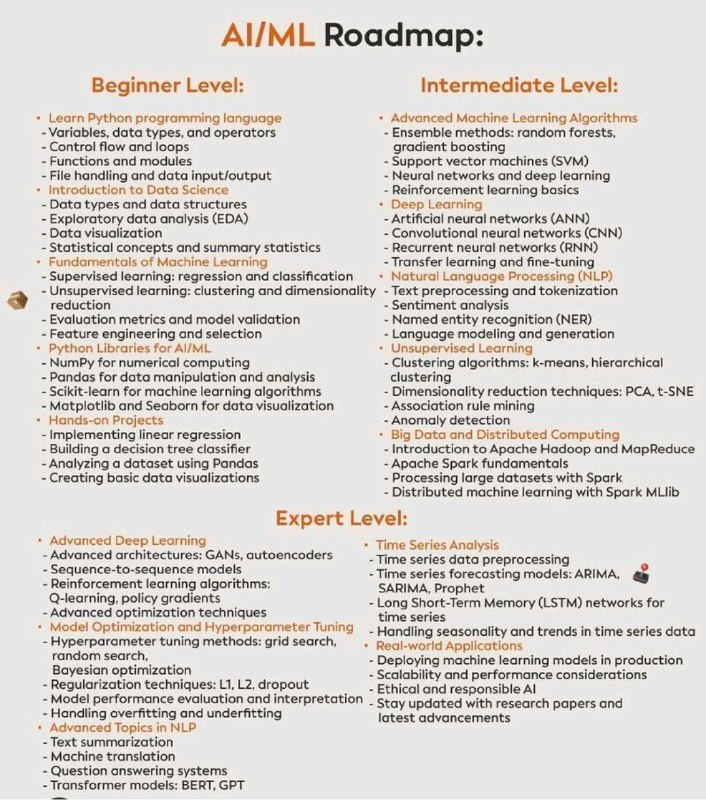 AI/ML Roadmap:
Beginner Level:
• Learn Python programming language
- Variables, data types, and operators
- Control flow and loops
- Functions and modules
- File handling and data input/output
• Introduction to Data Science
- Data types and data structures
- Exploratory data analysis (EDA)
- Data visualization
- Statistical concepts and summary statistics
• Fundamentals of Machine Learning
- Supervised learning: regression and classification
- Unsupervised learning: clustering and dimensionality
reduction
- Evaluation metrics and model validation
- Feature engineering and selection
• Python Libraries for AI/ML
- NumPy for numerical computing
- Pandas for data manipulation and analysis
- Scikit-learn for machine learning algorithms
- Matplotlib and Seaborn for data visualization
• Hands-on Projects
- Implementing linear regression
- Building a decision tree classifier
- Analyzing a dataset using Pandas
- Creating basic data visualizations
Intermediate Level:
• Advanced Machine Learning Algorithms
- Ensemble methods: random forests,
gradient boosting
- Support vector machines (SVM)
- Neural networks and deep learning
- Reinforcement learning basics
• Deep Learning
- Artificial neural networks (ANN)
- Convolutional neural networks (CNN)
- Recurrent neural networks (RNN)
- Transfer learning and fine-tuning
• Natural Language Processing (NLP)
- Text preprocessing and tokenization
- Sentiment analysis
- Named entity recognition (NER)
- Language modeling and generation
• Unsupervised Learning
- Clustering algorithms: k-means, hierarchical
clustering
- Dimensionality reduction techniques: PCA, t-SNE
- Association rule mining
- Anomaly detection
• Big Data and Distributed Computing
- Introduction to Apache Hadoop and MapReduce
- Apache Spark fundamentals
- Processing large datasets with Spark
- Distributed machine learning with Spark MLlib
Expert Level:
• Advanced Deep Learning
- Advanced architectures: GANs, autoencoders
- Sequence-to-sequence models
- Reinforcement learning algorithms:
Q-learning, policy gradients
- Advanced optimization techniques
• Model Optimization and Hyperparameter Tuning
- Hyperparameter tuning methods: grid search,
random search,
Bayesian optimization
- Regularization techniques: L1, L2, dropout
- Model performance evaluation and interpretation
- Handling overfitting and underfitting
• Advanced Topics in NLP
- Text summarization
- Machine translation
- Question answering systems
- Transformer models: BERT, GPT
• Time Series Analysis
- Time series data preprocessing
- Time series forecasting models: ARIMA,
SARIMA, Prophet
- Long Short-Term Memory (LSTM) networks for
time series
- Handling seasonality and trends in time series data
• Real-world Applications
- Deploying machine learning models in production
- Scalability and performance considerations
- Ethical and responsible AI
- Stay updated with research papers and
latest advancements